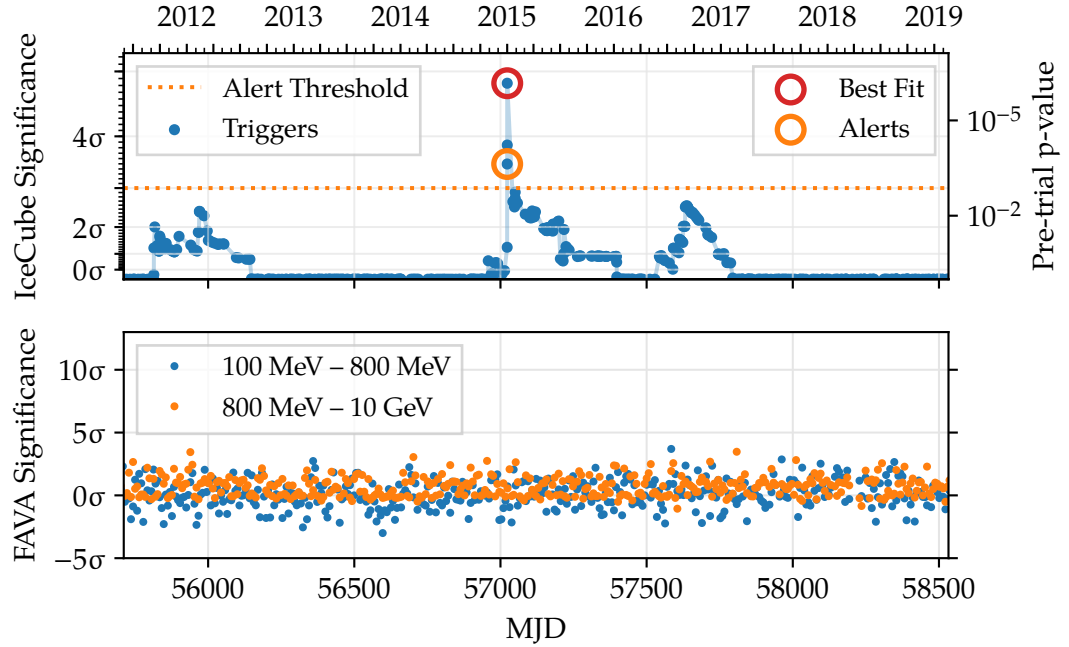 2012 2013 2014 2015 2016 2017 2018 2019
IceCube Significance
4σ
2σ
0σ
Alert Threshold
Triggers
Best Fit
Alerts
10⁻⁵
10⁻²
Pre-trial p-value
FAVA Significance
10σ
5σ
0σ
−5σ
100 MeV – 800 MeV
800 MeV – 10 GeV
56000 56500 57000 57500 58000 58500
MJD